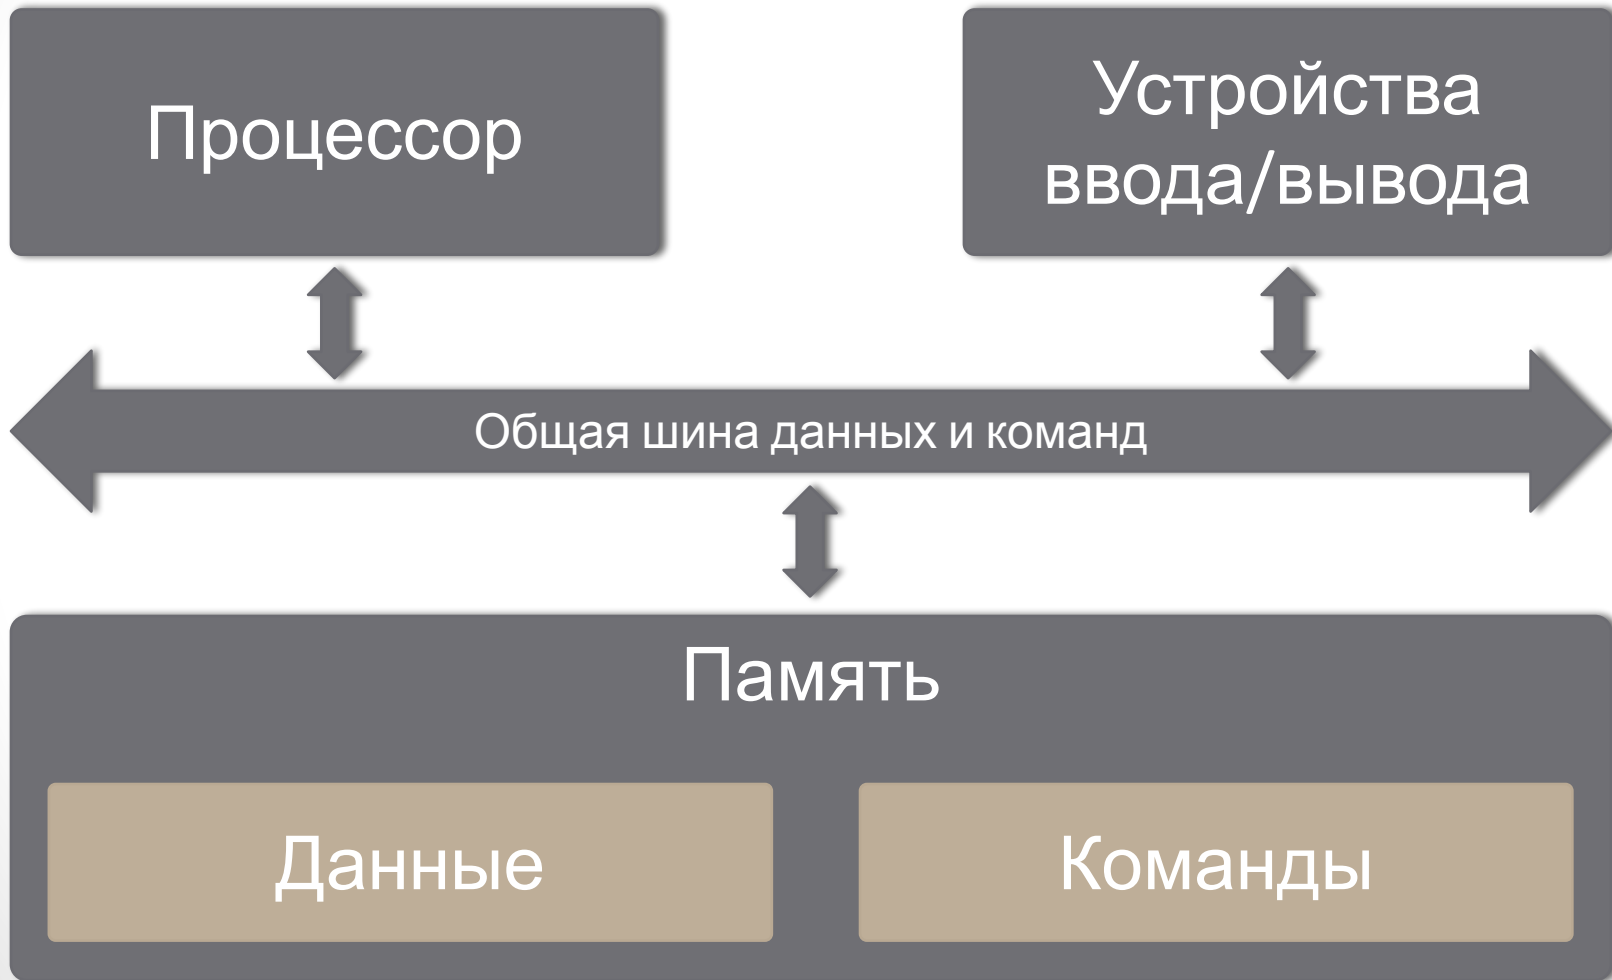 Процессор
Устройства
ввода/вывода
Общая шина данных и команд
Память
Данные
Команды